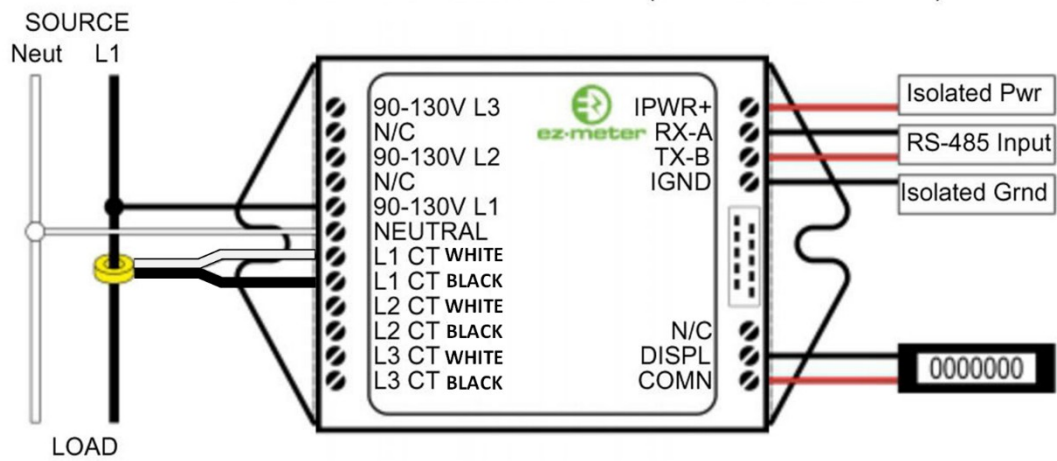 SOURCE
Neut L1
90-130V L3
N/C
90-130V L2
N/C
90-130V L1
NEUTRAL
L1 CT WHITE
L1 CT BLACK
L2 CT WHITE
L2 CT BLACK
L3 CT WHITE
L3 CT BLACK
ez-meter
IPWR+
RX-A
TX-B
IGND
N/C
DISPL
COMN
Isolated Pwr
RS-485 Input
Isolated Grnd
0000000
LOAD